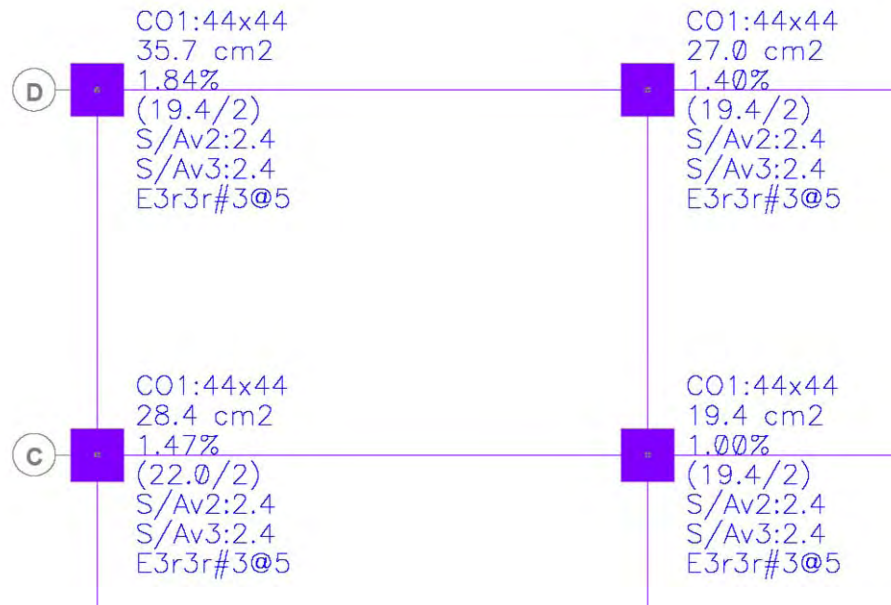 CO1:44x44
35.7 cm2
1.84%
(19.4/2)
S/Av2:2.4
S/Av3:2.4
E3r3r#3@5
CO1:44x44
27.0 cm2
1.40%
(19.4/2)
S/Av2:2.4
S/Av3:2.4
E3r3r#3@5
D
CO1:44x44
28.4 cm2
1.47%
(22.0/2)
S/Av2:2.4
S/Av3:2.4
E3r3r#3@5
CO1:44x44
19.4 cm2
1.00%
(19.4/2)
S/Av2:2.4
S/Av3:2.4
E3r3r#3@5
C